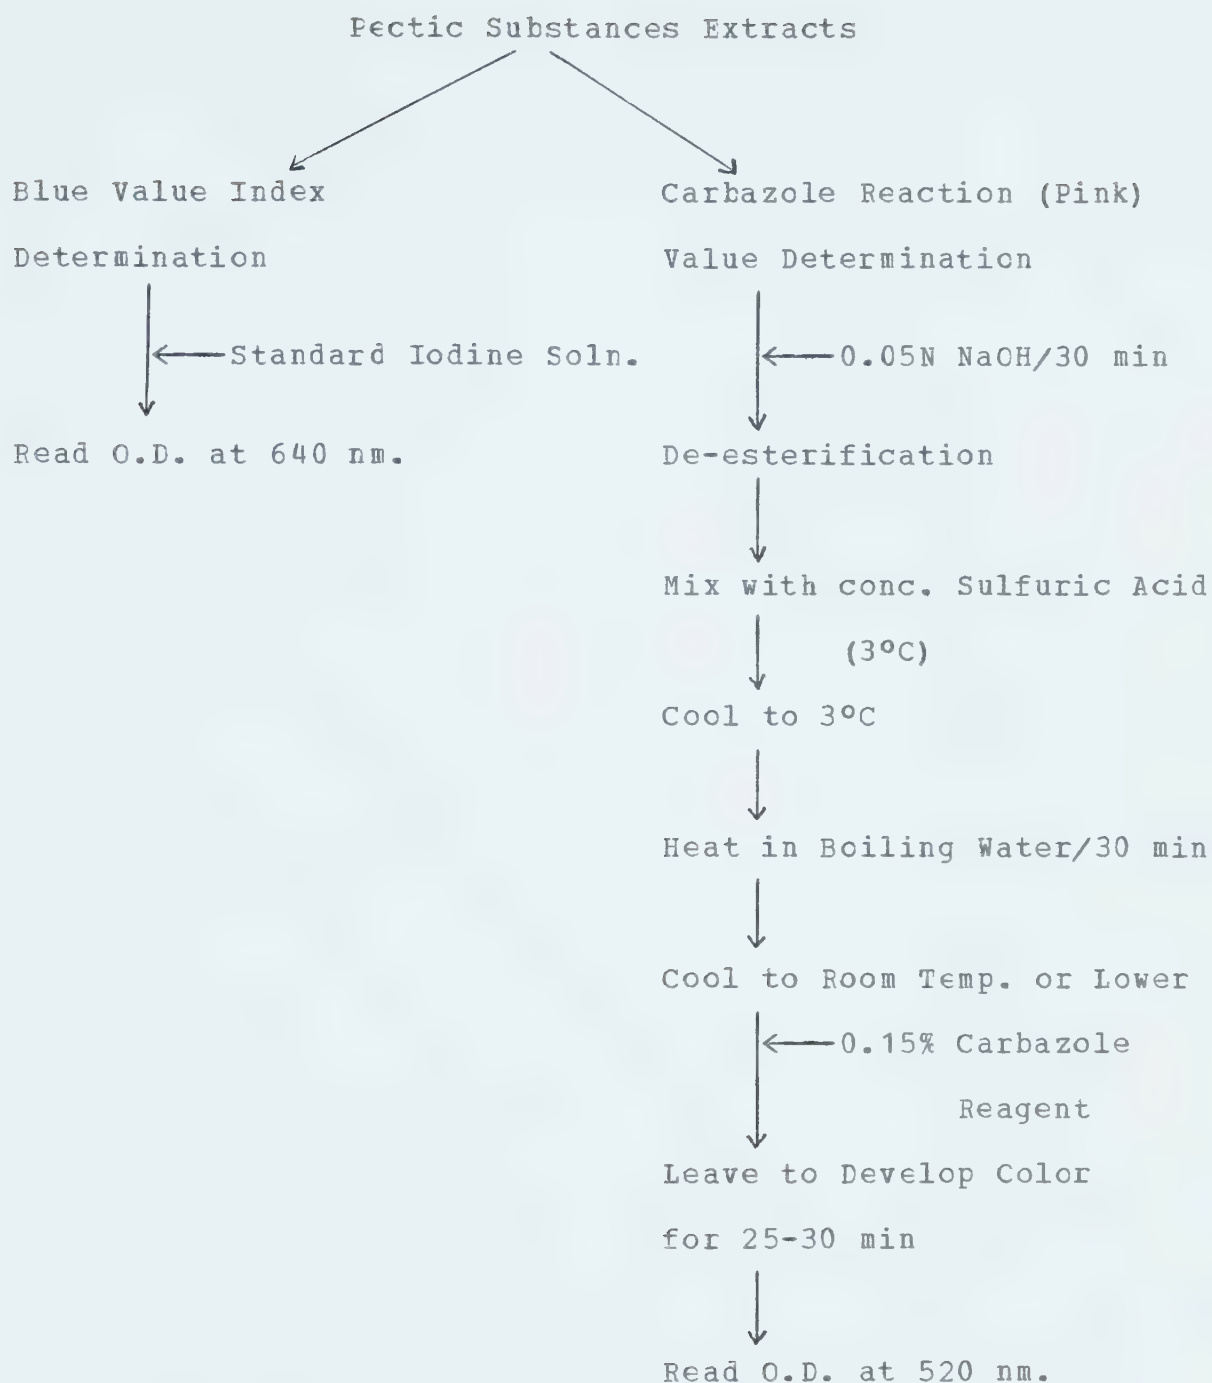 Pectic Substances Extracts
Blue Value Index
Determination
Standard Iodine Soln.
Read O.D. at 640 nm.
Carbazole Reaction (Pink)
Value Determination
0.05N NaOH/30 min
De-esterification
Mix with conc. Sulfuric Acid
(3ºC)
Cool to 3ºC
Heat in Boiling Water/30 min
Cool to Room Temp. or Lower
0.15% Carbazole
Reagent
Leave to Develop Color
for 25-30 min
Read O.D. at 520 nm.